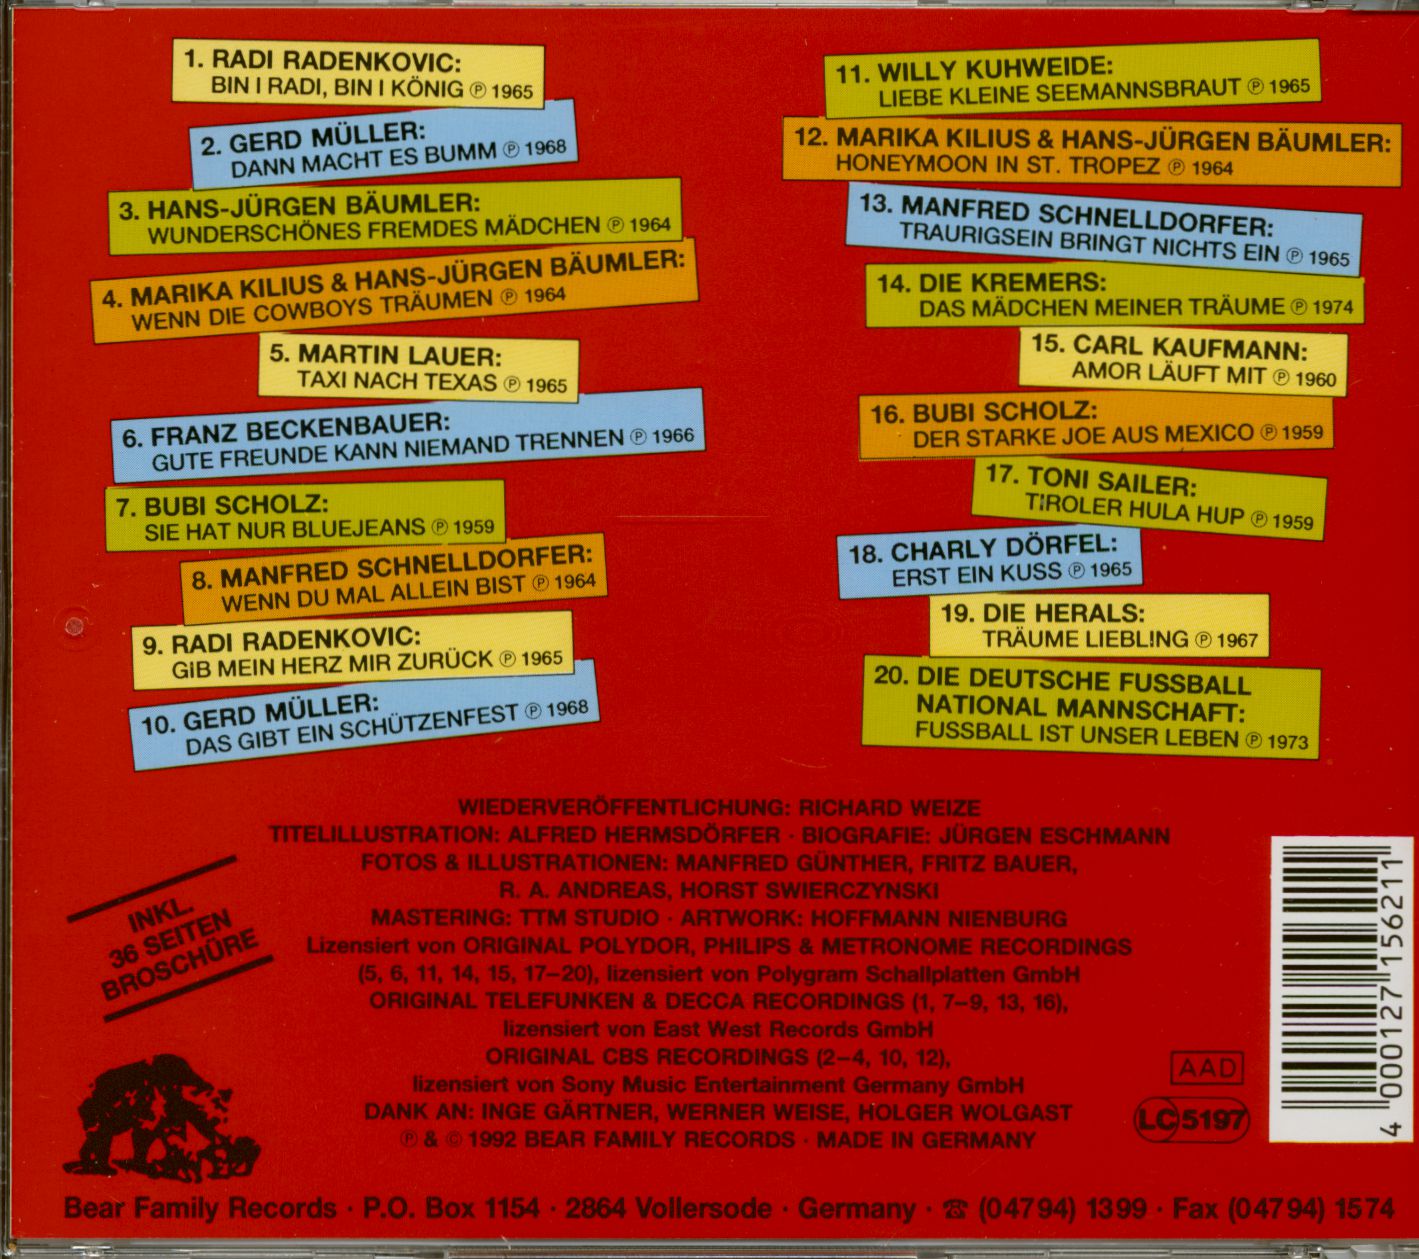 1. RADI RADENKOVIC:
BIN I RADI, BIN I KÖNIG Ⓟ 1965
2. GERD MÜLLER:
DANN MACHT ES BUMM Ⓟ 1968
3. HANS-JÜRGEN BÄUMLER:
WUNDERSCHÖNES FREMDES MÄDCHEN Ⓟ 1964
4. MARIKA KILIUS & HANS-JÜRGEN BÄUMLER:
WENN DIE COWBOYS TRÄUMEN Ⓟ 1964
5. MARTIN LAUER:
TAXI NACH TEXAS Ⓟ 1965
6. FRANZ BECKENBAUER:
GUTE FREUNDE KANN NIEMAND TRENNEN Ⓟ 1966
7. BUBI SCHOLZ:
SIE HAT NUR BLUEJEANS Ⓟ 1959
8. MANFRED SCHNELLDORFER:
WENN DU MAL ALLEIN BIST Ⓟ 1964
9. RADI RADENKOVIC:
GIB MEIN HERZ MIR ZURÜCK Ⓟ 1965
10. GERD MÜLLER:
DAS GIBT EIN SCHÜTZENFEST Ⓟ 1968
11. WILLY KUHWEIDE:
LIEBE KLEINE SEEMANNSBRAUT Ⓟ 1965
12. MARIKA KILIUS & HANS-JÜRGEN BÄUMLER:
HONEYMOON IN ST. TROPEZ Ⓟ 1964
13. MANFRED SCHNELLDORFER:
TRAURIGSEIN BRINGT NICHTS EIN Ⓟ 1965
14. DIE KREMERS:
DAS MÄDCHEN MEINER TRÄUME Ⓟ 1974
15. CARL KAUFMANN:
AMOR LÄUFT MIT Ⓟ 1960
16. BUBI SCHOLZ:
DER STARKE JOE AUS MEXICO Ⓟ 1959
17. TONI SAILER:
TIROLER HULA HUP Ⓟ 1959
18. CHARLY DÖRFEL:
ERST EIN KUSS Ⓟ 1965
19. DIE HERALS:
TRÄUME LIEBLING Ⓟ 1967
20. DIE DEUTSCHE FUSSBALL
NATIONAL MANNSCHAFT:
FUSSBALL IST UNSER LEBEN Ⓟ 1973
WIEDERVERÖFFENTLICHUNG: RICHARD WEIZE
TITELILLUSTRATION: ALFRED HERMSDÖRFER · BIOGRAFIE: JÜRGEN ESCHMANN
FOTOS & ILLUSTRATIONEN: MANFRED GÜNTHER, FRITZ BAUER,
R. A. ANDREAS, HORST SWIERCZYNSKI
MASTERING: TTM STUDIO · ARTWORK: HOFFMANN NIENBURG
Lizensiert von ORIGINAL POLYDOR, PHILIPS & METRONOME RECORDINGS
(5, 6, 11, 14, 15, 17–20), lizensiert von Polygram Schallplatten GmbH
ORIGINAL TELEFUNKEN & DECCA RECORDINGS (1, 7–9, 13, 16),
lizensiert von East West Records GmbH
ORIGINAL CBS RECORDINGS (2–4, 10, 12),
lizensiert von Sony Music Entertainment Germany GmbH
DANK AN: INGE GÄRTNER, WERNER WEISE, HOLGER WOLGAST
Ⓟ & © 1992 BEAR FAMILY RECORDS · MADE IN GERMANY
INKL.
36 SEITEN
BROSCHÜRE
AAD
LC 5197
4 000127 156211
Bear Family Records · P.O. Box 1154 · 2864 Vollersode · Germany · ☎ (04794) 1399 · Fax (04794) 1574